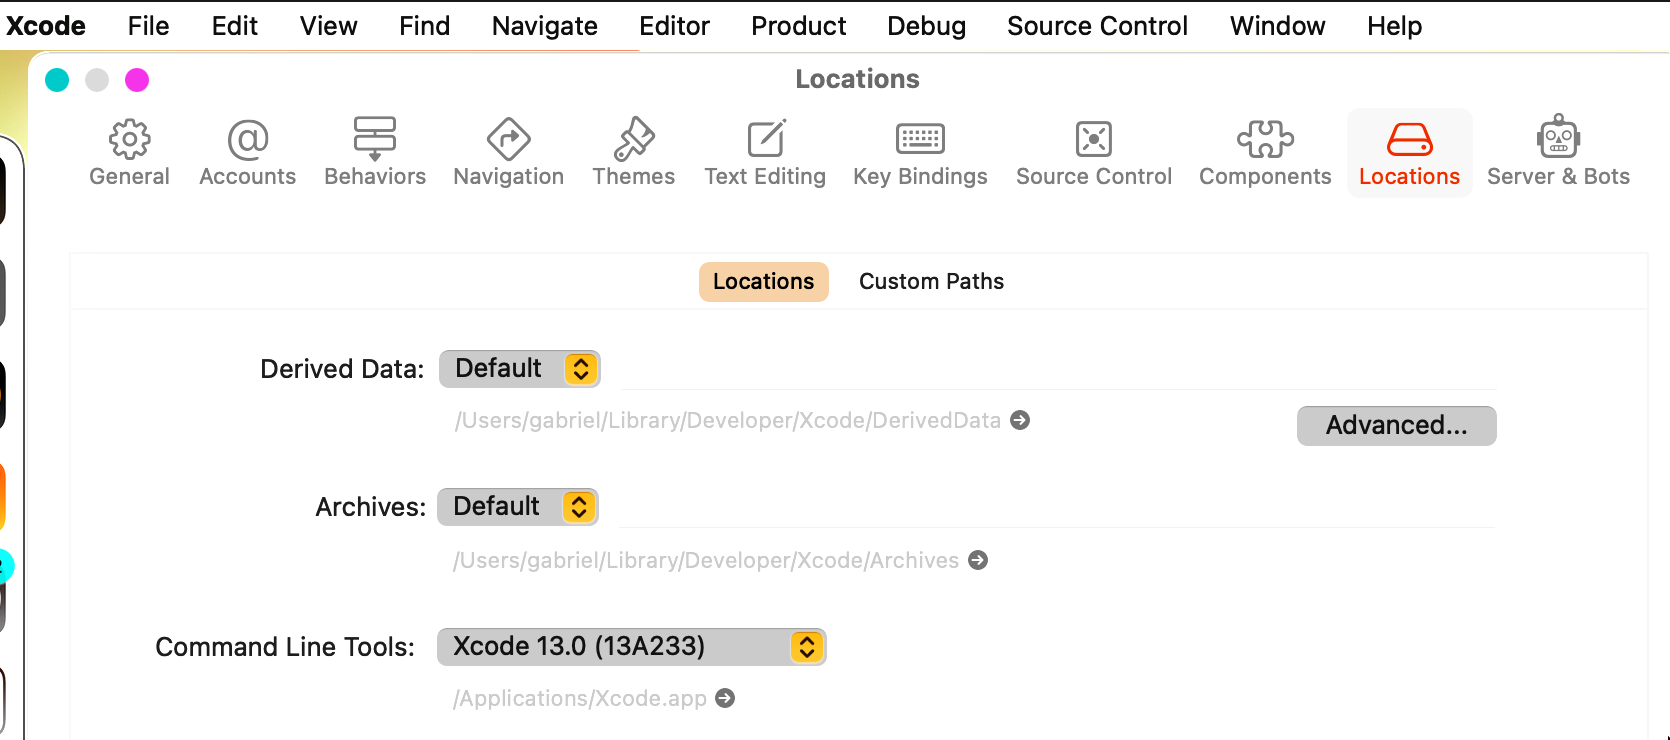 Xcode File Edit View Find Navigate Editor Product Debug Source Control Window Help
Locations
General Accounts Behaviors Navigation Themes Text Editing Key Bindings Source Control Components Locations Server & Bots
Locations Custom Paths
Derived Data: Default
/Users/gabriel/Library/Developer/Xcode/DerivedData
Advanced...
Archives: Default
/Users/gabriel/Library/Developer/Xcode/Archives
Command Line Tools: Xcode 13.0 (13A233)
/Applications/Xcode.app